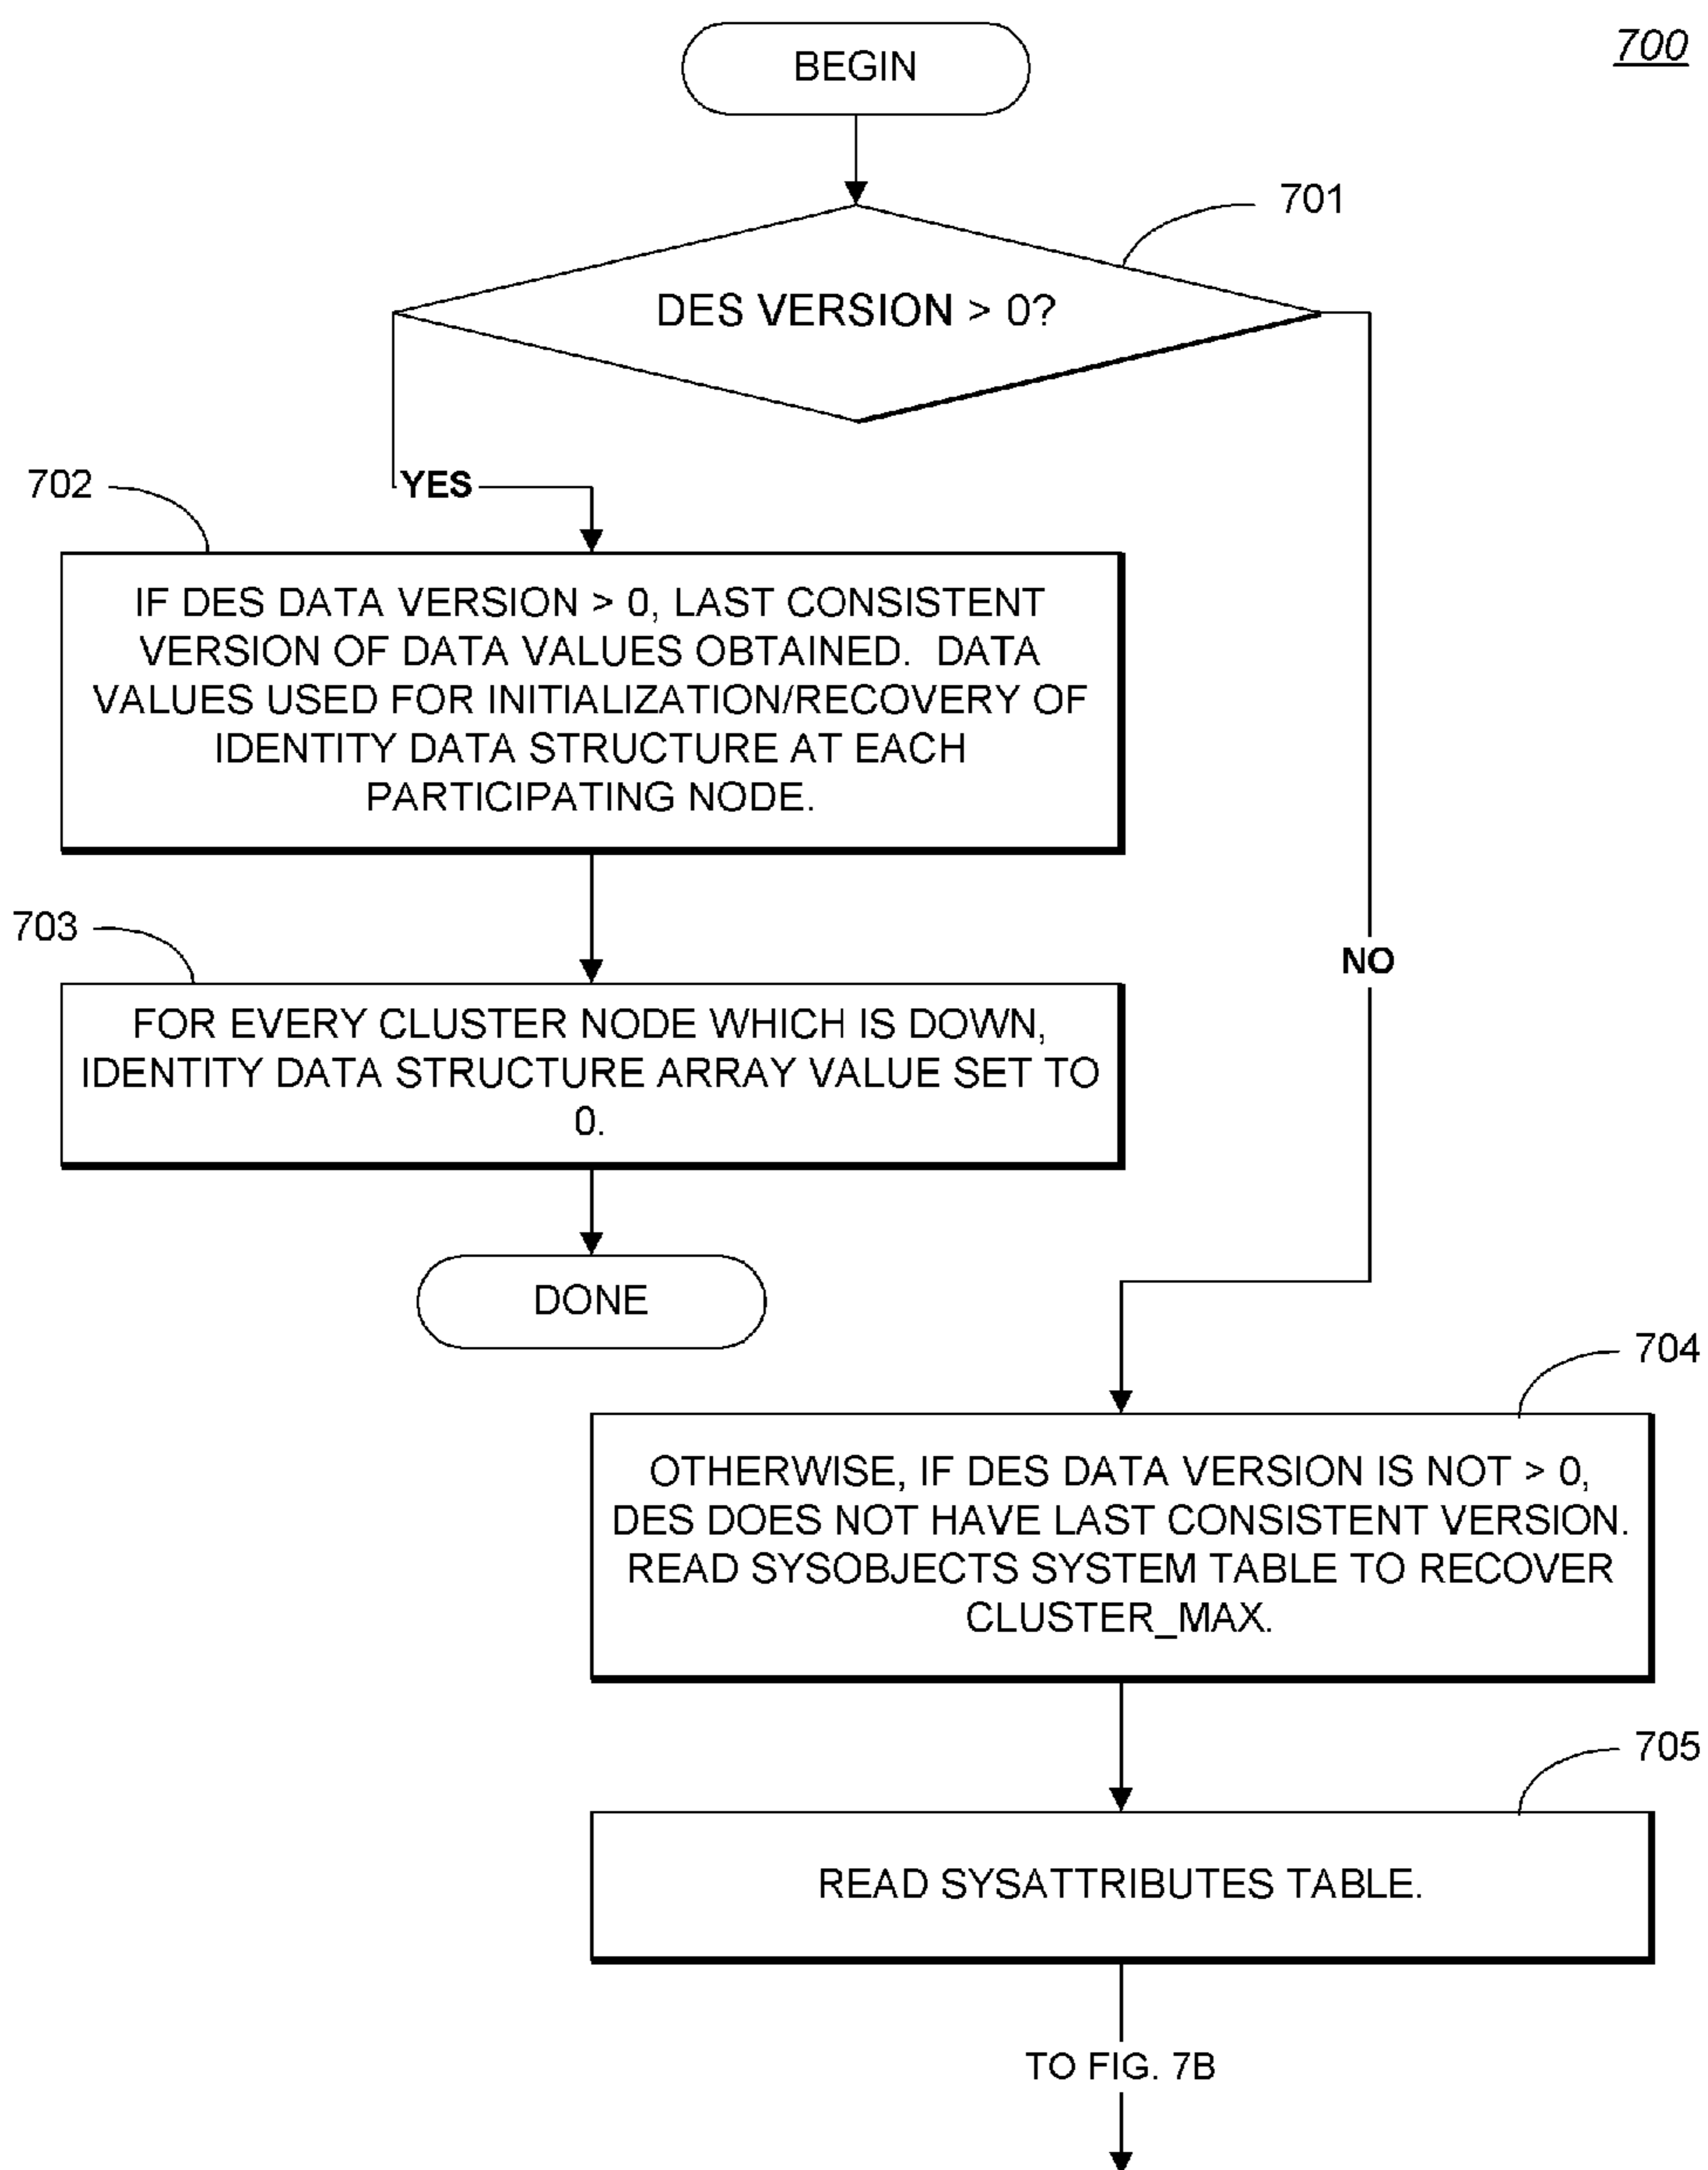 700
BEGIN
701
DES VERSION > 0?
YES
702
IF DES DATA VERSION > 0, LAST CONSISTENT
VERSION OF DATA VALUES OBTAINED. DATA
VALUES USED FOR INITIALIZATION/RECOVERY OF
IDENTITY DATA STRUCTURE AT EACH
PARTICIPATING NODE.
703
NO
FOR EVERY CLUSTER NODE WHICH IS DOWN,
IDENTITY DATA STRUCTURE ARRAY VALUE SET TO
0.
DONE
704
OTHERWISE, IF DES DATA VERSION IS NOT > 0,
DES DOES NOT HAVE LAST CONSISTENT VERSION.
READ SYSOBJECTS SYSTEM TABLE TO RECOVER
CLUSTER_MAX.
705
READ SYSATTRIBUTES TABLE.
TO FIG. 7B